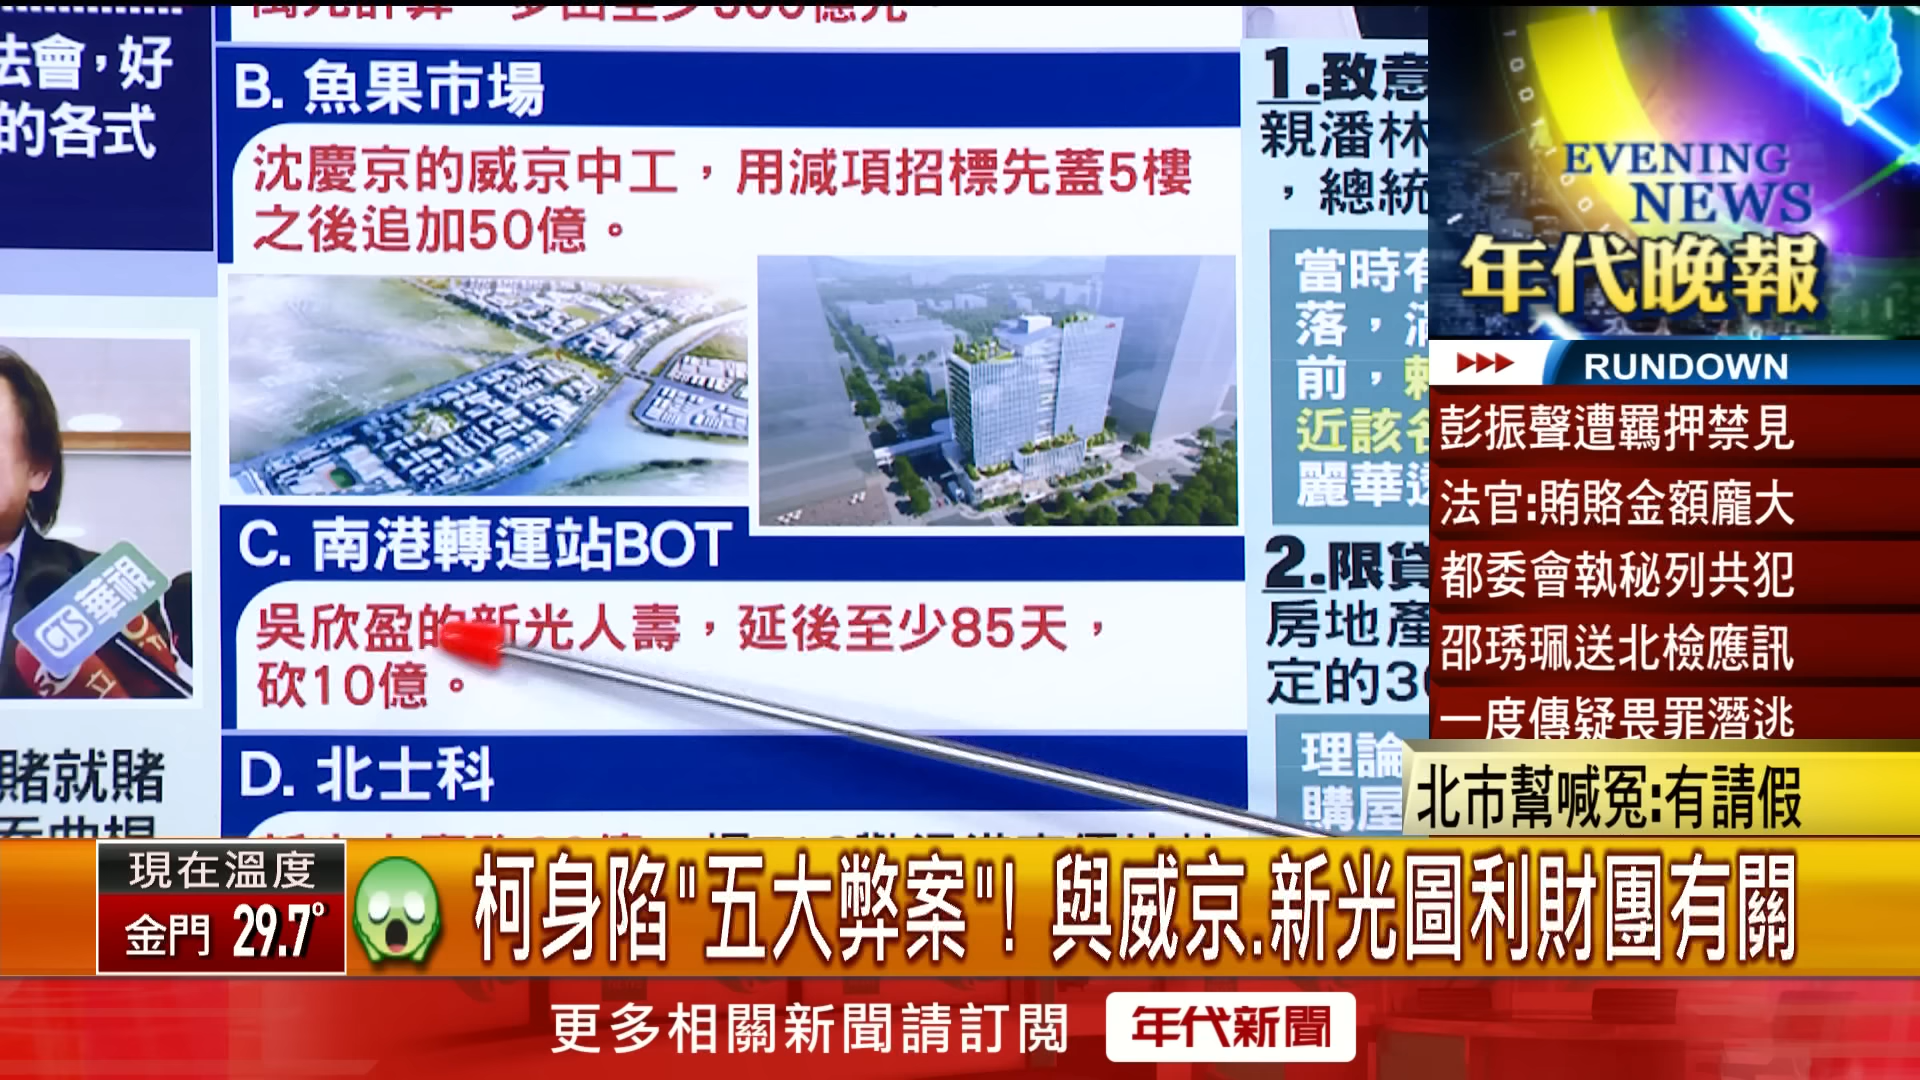 法會，好
的各式
B. 魚果市場
沈慶京的威京中工，用減項招標先蓋5樓
之後追加50億。
C. 南港轉運站BOT
吳欣盈的新光人壽，延後至少85天，
砍10億。
D. 北士科
華視
CTS
立
賭就賭
1.致意
親潘林
，總統
當時有
落，滿
前，賴
近該名
麗華透
2.限貸
房地產
定的30
理論
購屋
EVENING
NEWS
年代晚報
RUNDOWN
彭振聲遭羈押禁見
法官:賄賂金額龐大
都委會執秘列共犯
邵琇珮送北檢應訊
一度傳疑畏罪潛逃
北市幫喊冤:有請假
現在溫度
金門 29.7°
柯身陷"五大弊案"! 與威京.新光圖利財團有關
更多相關新聞請訂閱 年代新聞